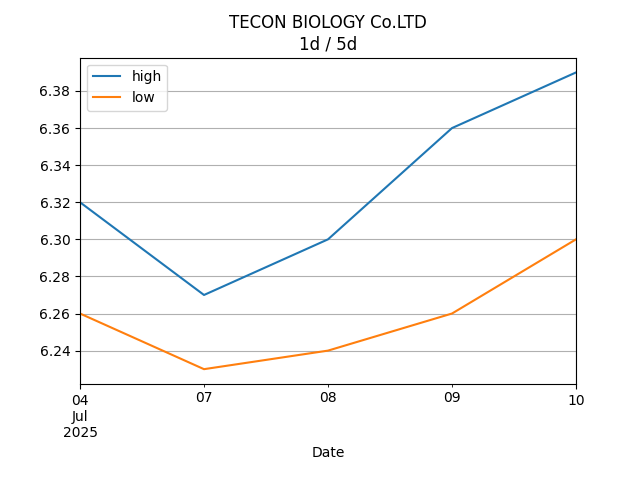 TECON BIOLOGY Co.LTD
1d / 5d
high
low
6.38
6.36
6.34
6.32
6.30
6.28
6.26
6.24
04 07 08 09 10
Jul
2025
Date